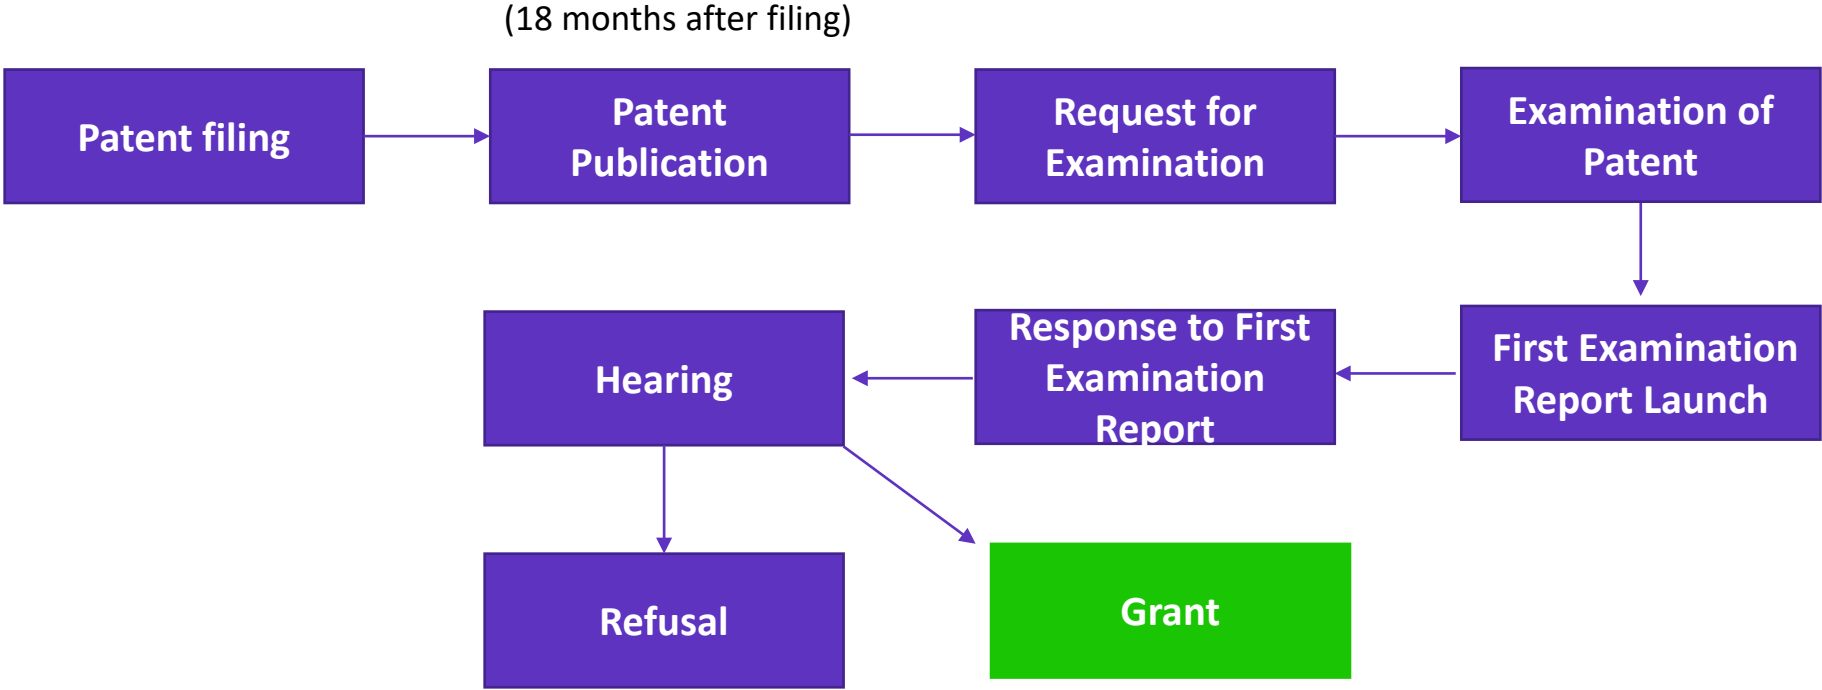 (18 months after filing)
Patent filing
Patent
Publication
Request for
Examination
Examination of
Patent
First Examination
Report Launch
Response to First
Examination
Report
Hearing
Refusal
Grant